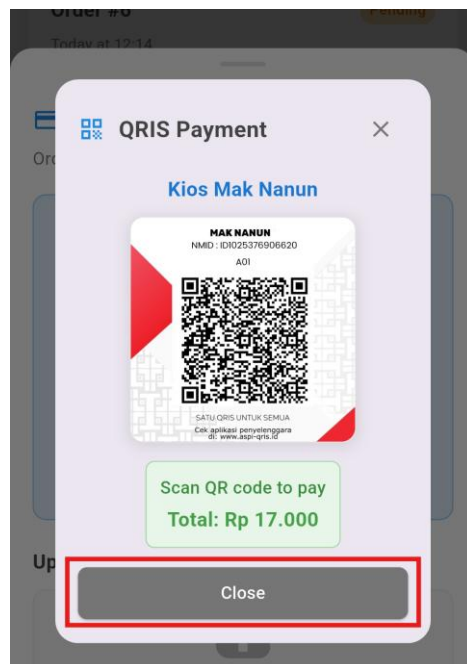 Order #6
Pending
Today at 12:14
QRIS Payment
Kios Mak Nanun
MAK NANUN
NMID : ID1025376906620
A01
SATU QRIS UNTUK SEMUA
Cek aplikasi penyelenggara
di: www.aspi-qris.id
Scan QR code to pay
Total: Rp 17.000
Close